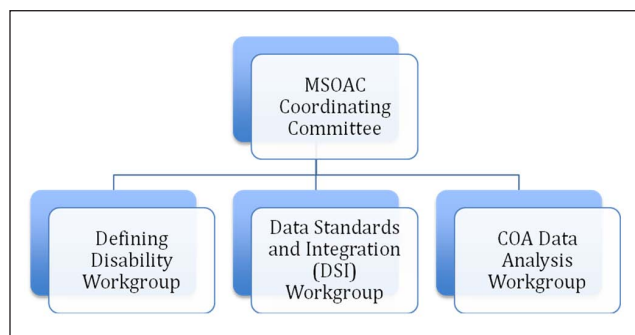 MSOAC
Coordinating
Committee
Defining
Disability
Workgroup
Data Standards
and Integration
(DSI)
Workgroup
COA Data
Analysis
Workgroup